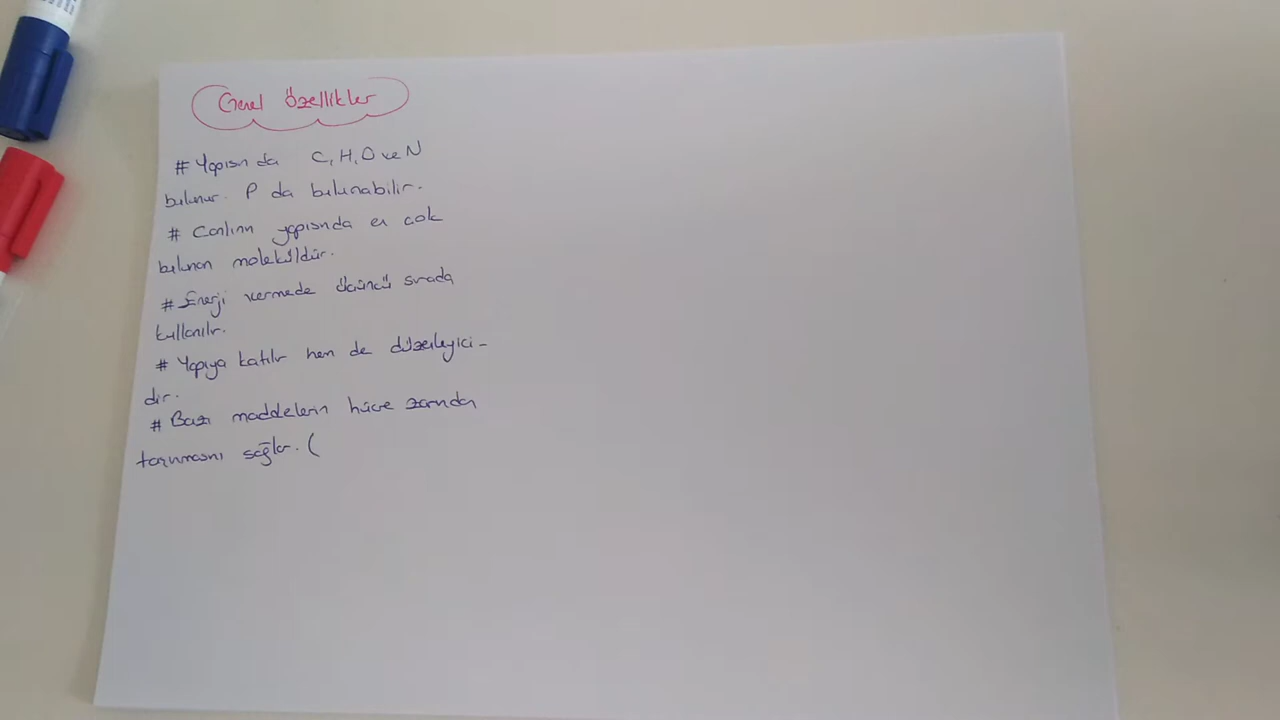 Genel Özellikler
# Yapısında C, H, O ve N
bulunur. P da bulunabilir.
# Canlının yapısında en çok
bulunan moleküldür.
# Enerji vermede üçüncü sırada
kullanılır.
# Yapıya katılır hem de düzenleyici-
dir.
# Bazı maddelerin hücre zarında
taşınmasını sağlar. (